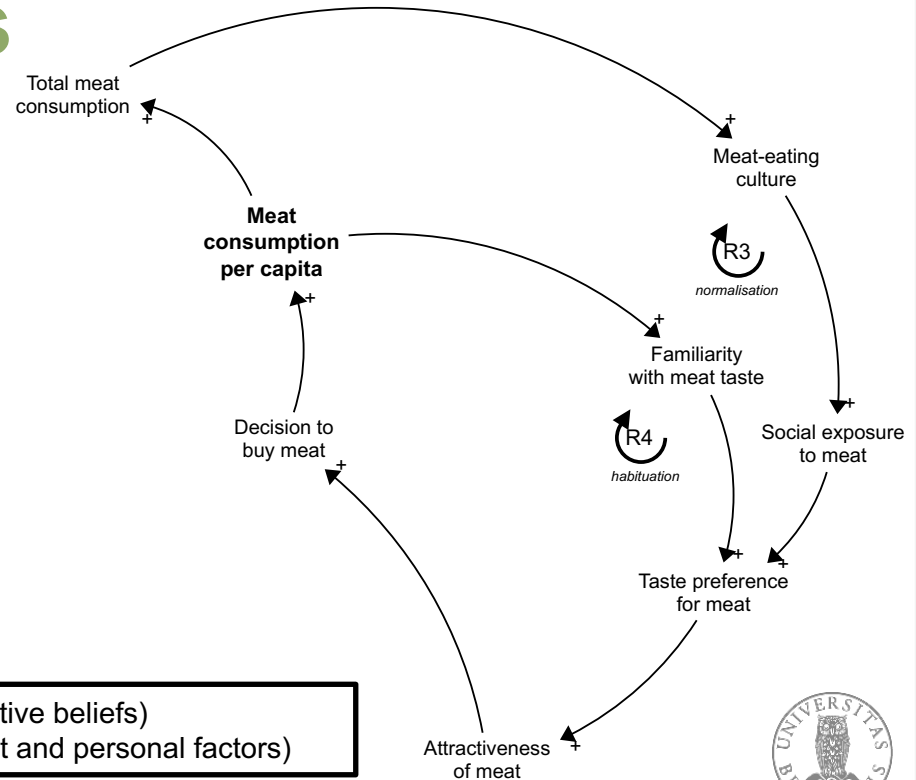 s
Total meat
consumption
+
+
Meat-eating
culture
Meat
consumption
per capita
R3
normalisation
+
+
Familiarity
with meat taste
Decision to
buy meat
+
R4
habituation
+
Social exposure
to meat
+
+
Taste preference
for meat
tive beliefs)
t and personal factors)
Attractiveness
of meat
+
UNIVERSITAS
B
S